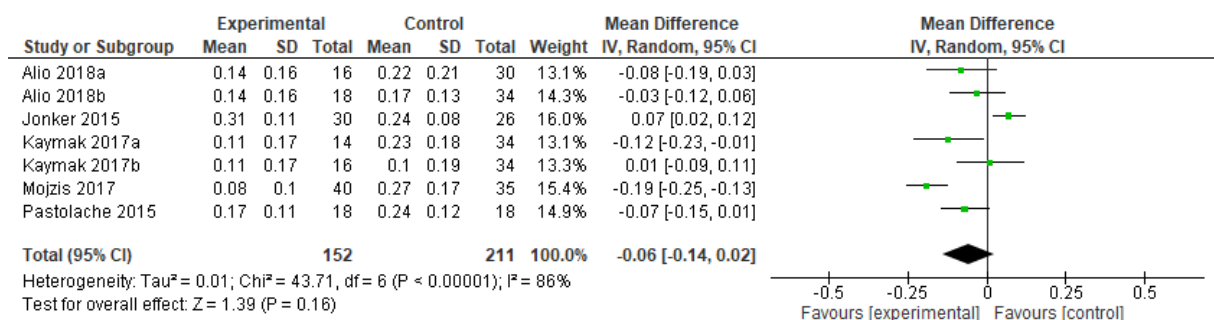 Experimental Control Mean Difference Mean Difference
Study or Subgroup Mean SD Total Mean SD Total Weight IV, Random, 95% CI IV, Random, 95% CI
Alio 2018a 0.14 0.16 16 0.22 0.21 30 13.1% -0.08 [-0.19, 0.03]
Alio 2018b 0.14 0.16 18 0.17 0.13 34 14.3% -0.03 [-0.12, 0.06]
Jonker 2015 0.31 0.11 30 0.24 0.08 26 16.0% 0.07 [0.02, 0.12]
Kaymak 2017a 0.11 0.17 14 0.23 0.18 34 13.1% -0.12 [-0.23, -0.01]
Kaymak 2017b 0.11 0.17 16 0.1 0.19 34 13.3% 0.01 [-0.09, 0.11]
Mojzis 2017 0.08 0.1 40 0.27 0.17 35 15.4% -0.19 [-0.25, -0.13]
Pastolache 2015 0.17 0.11 18 0.24 0.12 18 14.9% -0.07 [-0.15, 0.01]
Total (95% CI) 152 211 100.0% -0.06 [-0.14, 0.02]
Heterogeneity: Tau² = 0.01; Chi² = 43.71, df = 6 (P < 0.00001); I² = 86%
Test for overall effect: Z = 1.39 (P = 0.16)
-0.5 -0.25 0 0.25 0.5
Favours [experimental] Favours [control]